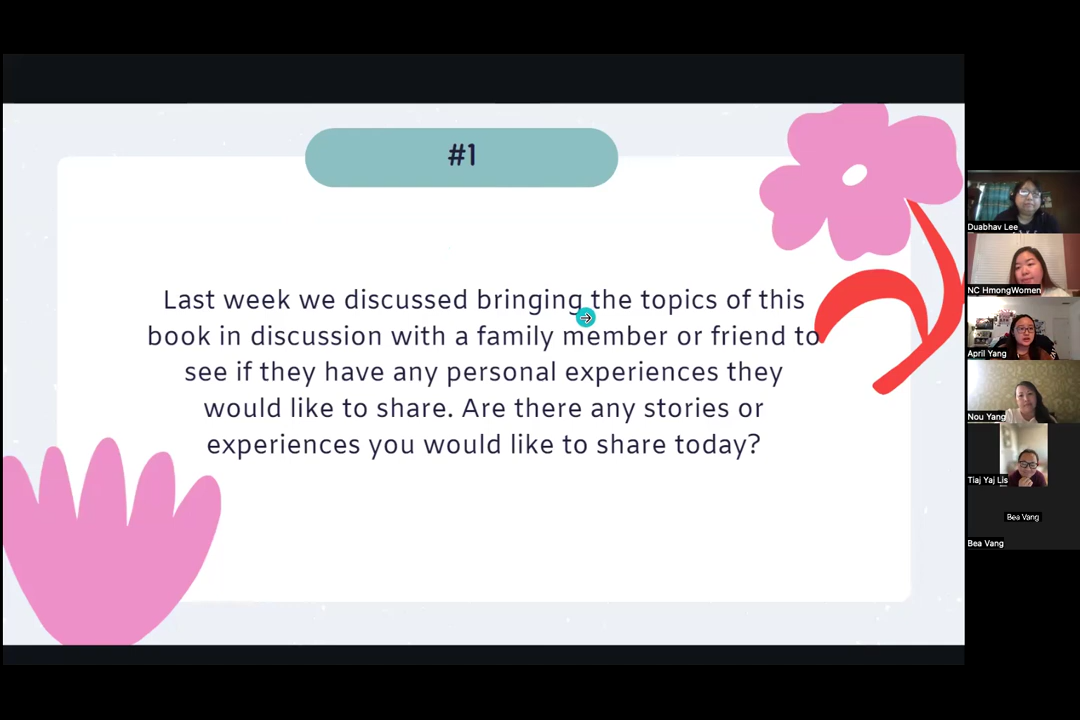 #1
Last week we discussed bringing the topics of this
book in discussion with a family member or friend to
see if they have any personal experiences they
would like to share. Are there any stories or
experiences you would like to share today?
Duabhav Lee
NC HmongWomen
April Yang
Nou Yang
Tiaj Yaj Lis
Bea Vang
Bea Vang